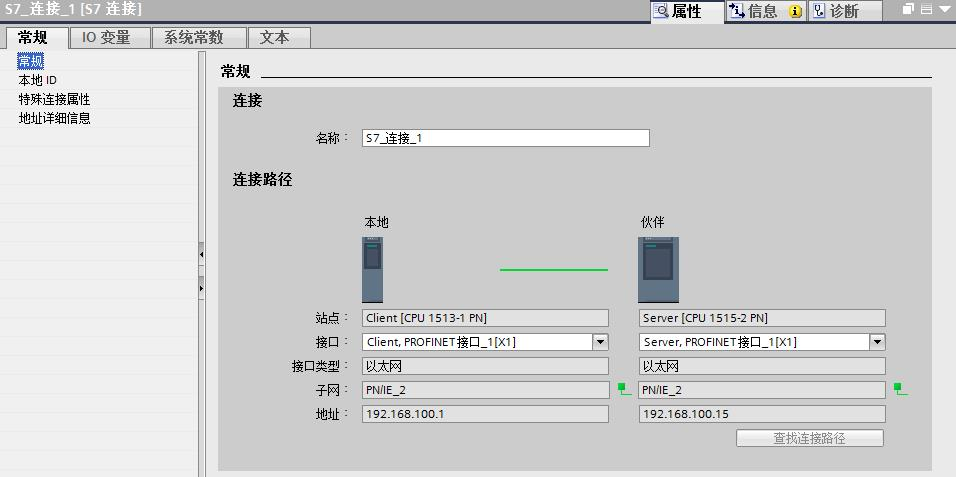 S7_连接_1 [S7 连接]
属性 信息 诊断
常规 IO 变量 系统常数 文本
常规
本地 ID
特殊连接属性
地址详细信息
常规
连接
名称： S7_连接_1
连接路径
本地 伙伴
站点： Client [CPU 1513-1 PN] Server [CPU 1515-2 PN]
接口： Client, PROFINET接口_1[X1] Server, PROFINET接口_1[X1]
接口类型： 以太网 以太网
子网： PN/IE_2 PN/IE_2
地址： 192.168.100.1 192.168.100.15
查找连接路径